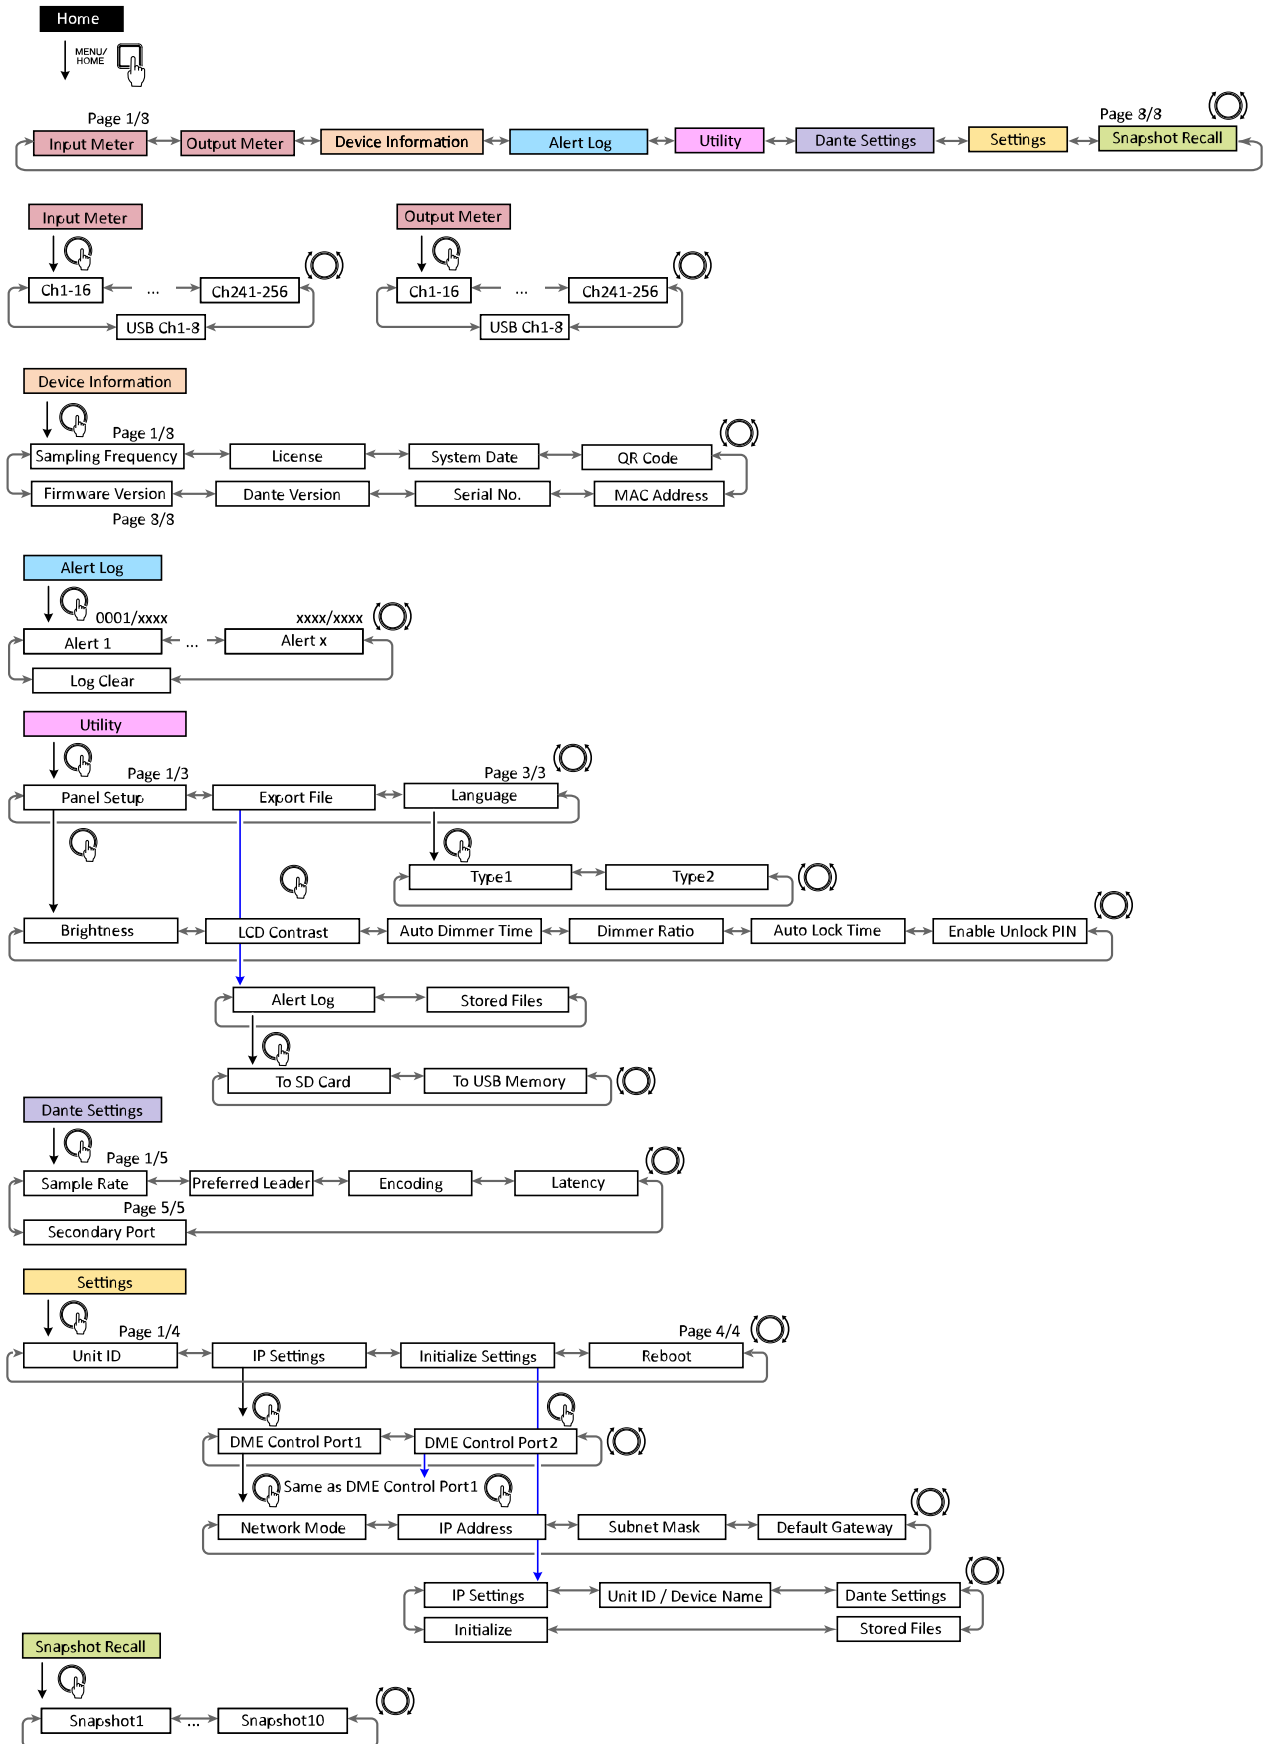 Home
MENU/
HOME
Page 1/8
Page 8/8
Input Meter
Output Meter
Device Information
Alert Log
Utility
Dante Settings
Settings
Snapshot Recall
Input Meter
Output Meter
Ch1-16
...
Ch241-256
Ch1-16
...
Ch241-256
USB Ch1-8
USB Ch1-8
Device Information
Page 1/8
Sampling Frequency
License
System Date
QR Code
Firmware Version
Dante Version
Serial No.
MAC Address
Page 8/8
Alert Log
0001/xxxx
xxxx/xxxx
Alert 1
...
Alert x
Log Clear
Utility
Page 1/3
Page 3/3
Panel Setup
Export File
Language
Type1
Type2
Brightness
LCD Contrast
Auto Dimmer Time
Dimmer Ratio
Auto Lock Time
Enable Unlock PIN
Alert Log
Stored Files
To SD Card
To USB Memory
Dante Settings
Page 1/5
Sample Rate
Preferred Leader
Encoding
Latency
Page 5/5
Secondary Port
Settings
Page 1/4
Page 4/4
Unit ID
IP Settings
Initialize Settings
Reboot
DME Control Port1
DME Control Port2
Same as DME Control Port1
Network Mode
IP Address
Subnet Mask
Default Gateway
IP Settings
Unit ID / Device Name
Dante Settings
Initialize
Stored Files
Snapshot Recall
Snapshot1
...
Snapshot10